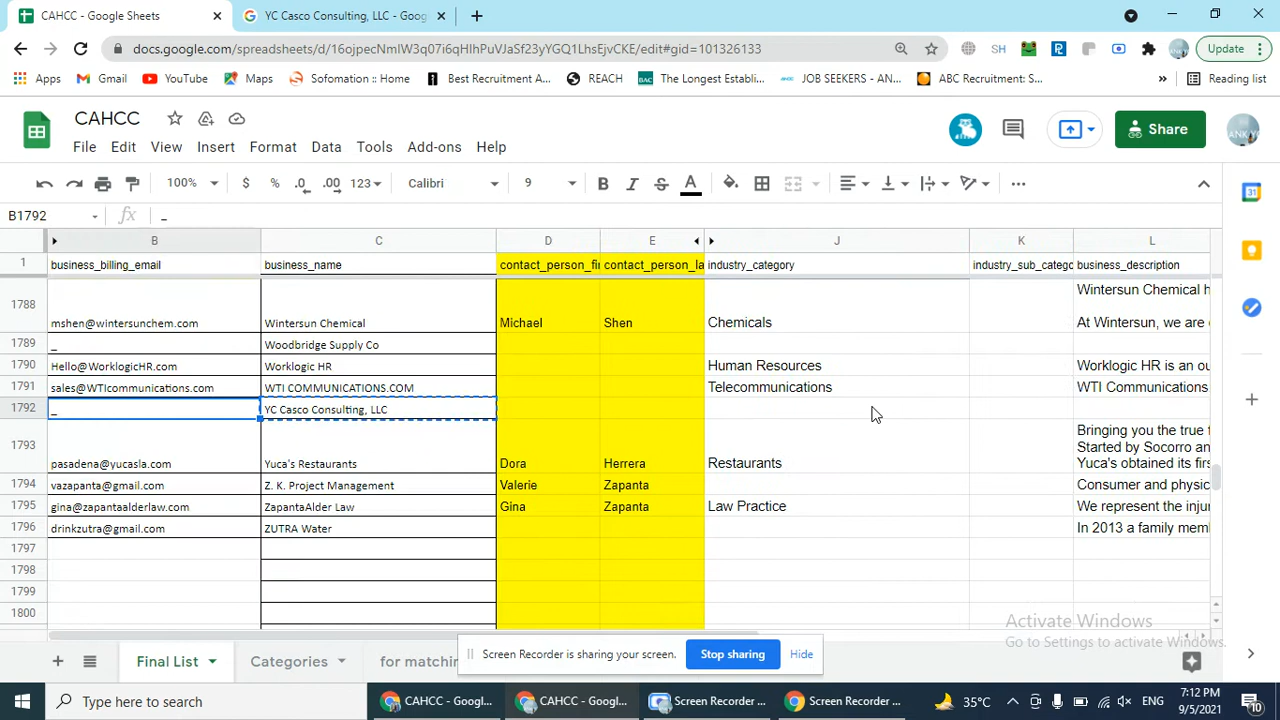 CAHCC - Google Sheets
YC Casco Consulting, LLC - Goog
docs.google.com/spreadsheets/d/16ojpecNmIW3q07i6qHIhPuVJaSf23yYGQ1LhsEjvCKE/edit#gid=101326133
SH
Update
Apps Gmail YouTube Maps Sofomation :: Home Best Recruitment A... REACH The Longest Establi... JOB SEEKERS - AN... ABC Recruitment: S... » Reading list
CAHCC
Share
File Edit View Insert Format Data Tools Add-ons Help
100% $ % .0 .00 123 Calibri 9 B I S A
B1792 fx _
B C D E J K L
1 business_billing_email business_name contact_person_fi contact_person_la industry_category industry_sub_catego business_description
Wintersun Chemical h
1788 mshen@wintersunchem.com Wintersun Chemical Michael Shen Chemicals At Wintersun, we are
1789 _ Woodbridge Supply Co
1790 Hello@WorklogicHR.com Worklogic HR Human Resources Worklogic HR is an ou
1791 sales@WTIcommunications.com WTI COMMUNICATIONS.COM Telecommunications WTI Communications
1792 _ YC Casco Consulting, LLC
Bringing you the true f
1793 Started by Socorro an
pasadena@yucasla.com Yuca's Restaurants Dora Herrera Restaurants Yuca's obtained its firs
1794 vazapanta@gmail.com Z. K. Project Management Valerie Zapanta Consumer and physic
1795 gina@zapantaalderlaw.com ZapantaAlder Law Gina Zapanta Law Practice We represent the injur
1796 drinkzutra@gmail.com ZUTRA Water In 2013 a family mem
1797
1798
1799
1800
Activate Windows
Go to Settings to activate Windows.
Final List Categories for matchin
Screen Recorder is sharing your screen. Stop sharing Hide
Type here to search
CAHCC - Googl... CAHCC - Googl... Screen Recorder ... Screen Recorder ...
35°C ENG 7:12 PM
9/5/2021
10